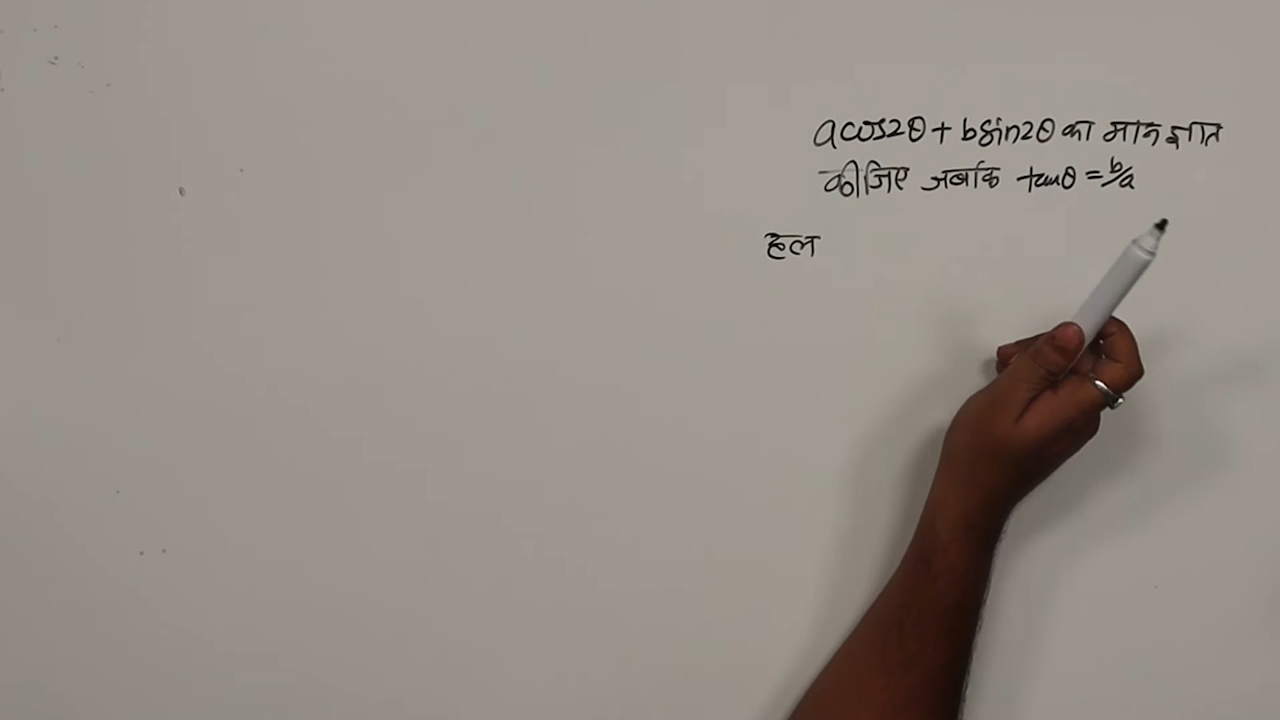 acos2θ + bsin2θ का मान ज्ञात
कीजिए जबकि tanθ = b/a
हल